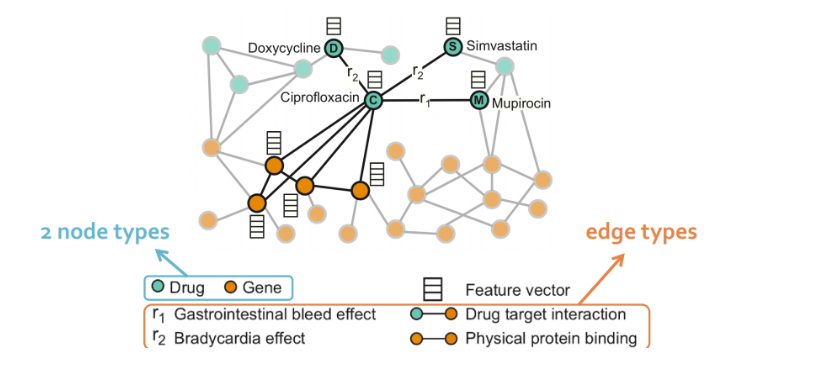 Doxycycline D
S Simvastatin
r2
r2
Ciprofloxacin C
r1
M Mupirocin
2 node types
edge types
Drug
Gene
Feature vector
r1 Gastrointestinal bleed effect
Drug target interaction
r2 Bradycardia effect
Physical protein binding